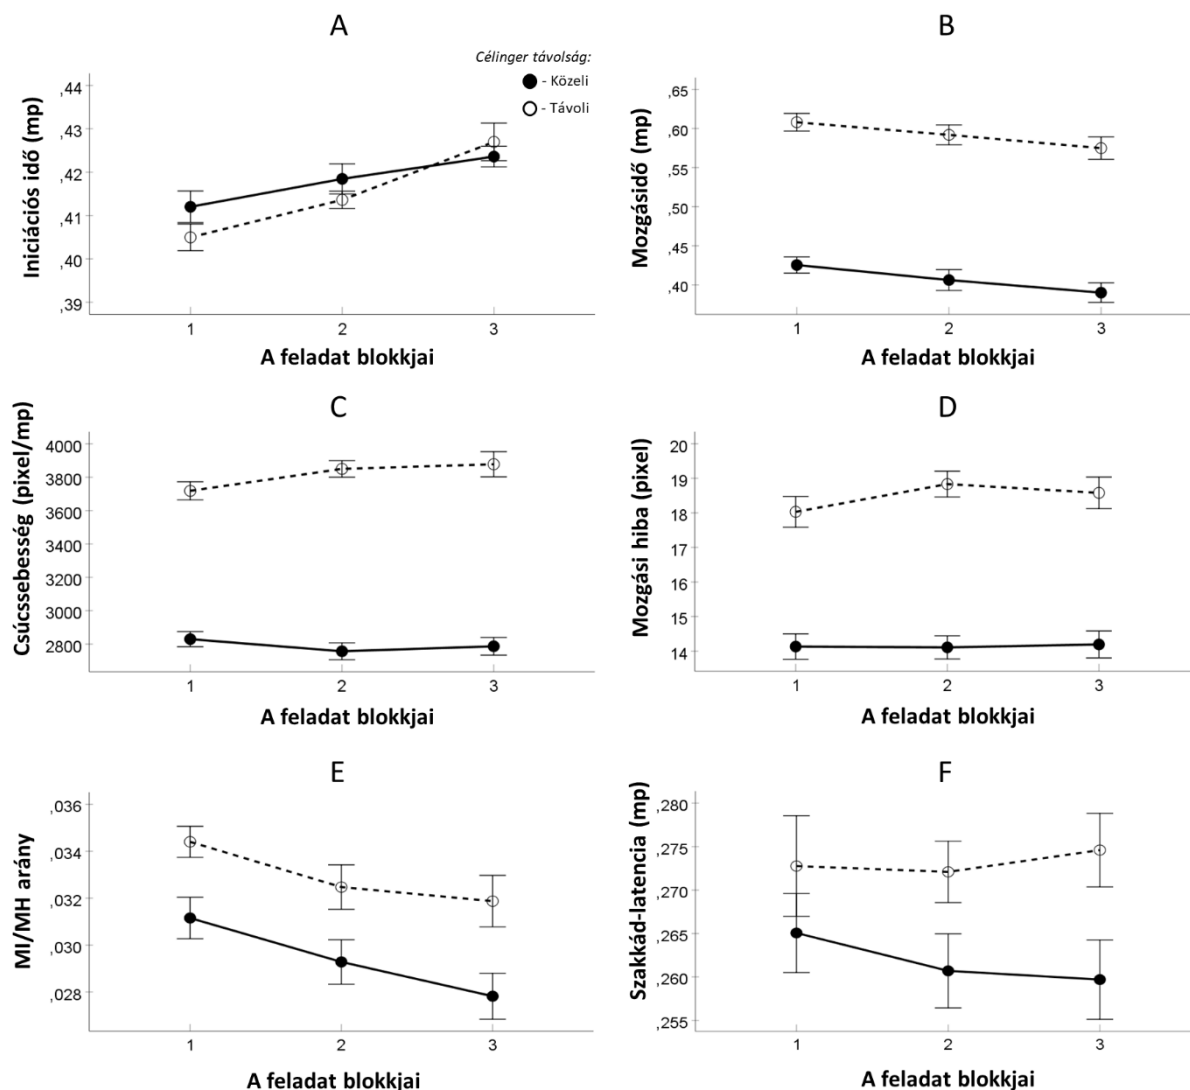 A
Célinger távolság:
- Közeli
- Távoli
Iniciációs idő (mp)
,44
,43
,42
,41
,40
,39
1 2 3
A feladat blokkjai
B
Mozgásidő (mp)
,65
,60
,55
,50
,45
,40
1 2 3
A feladat blokkjai
C
Csúcssebesség (pixel/mp)
4000
3800
3600
3400
3200
3000
2800
1 2 3
A feladat blokkjai
D
Mozgási hiba (pixel)
20
19
18
17
16
15
14
1 2 3
A feladat blokkjai
E
MI/MH arány
,036
,034
,032
,030
,028
1 2 3
A feladat blokkjai
F
Szakkád-latencia (mp)
,280
,275
,270
,265
,260
,255
1 2 3
A feladat blokkjai